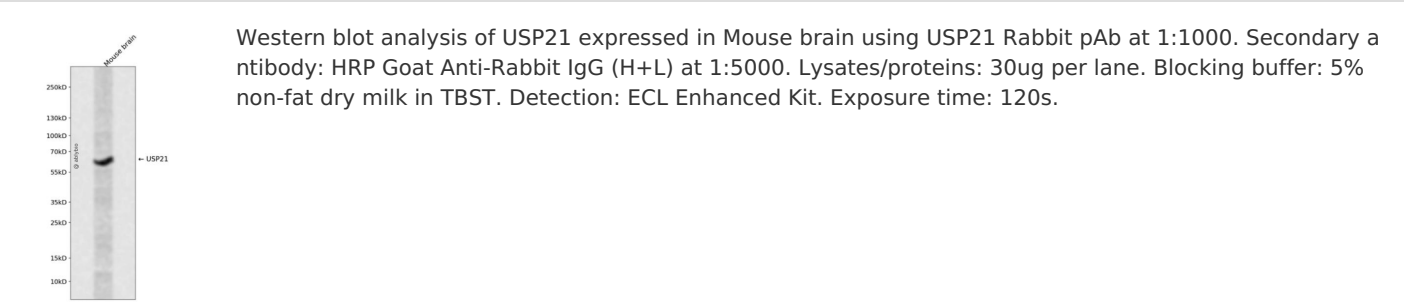 Mouse brain
Western blot analysis of USP21 expressed in Mouse brain using USP21 Rabbit pAb at 1:1000. Secondary a
ntibody: HRP Goat Anti-Rabbit IgG (H+L) at 1:5000. Lysates/proteins: 30ug per lane. Blocking buffer: 5%
non-fat dry milk in TBST. Detection: ECL Enhanced Kit. Exposure time: 120s.
250kD
130kD
100kD
70kD
← USP21
55kD
35kD
25kD
15kD
10kD